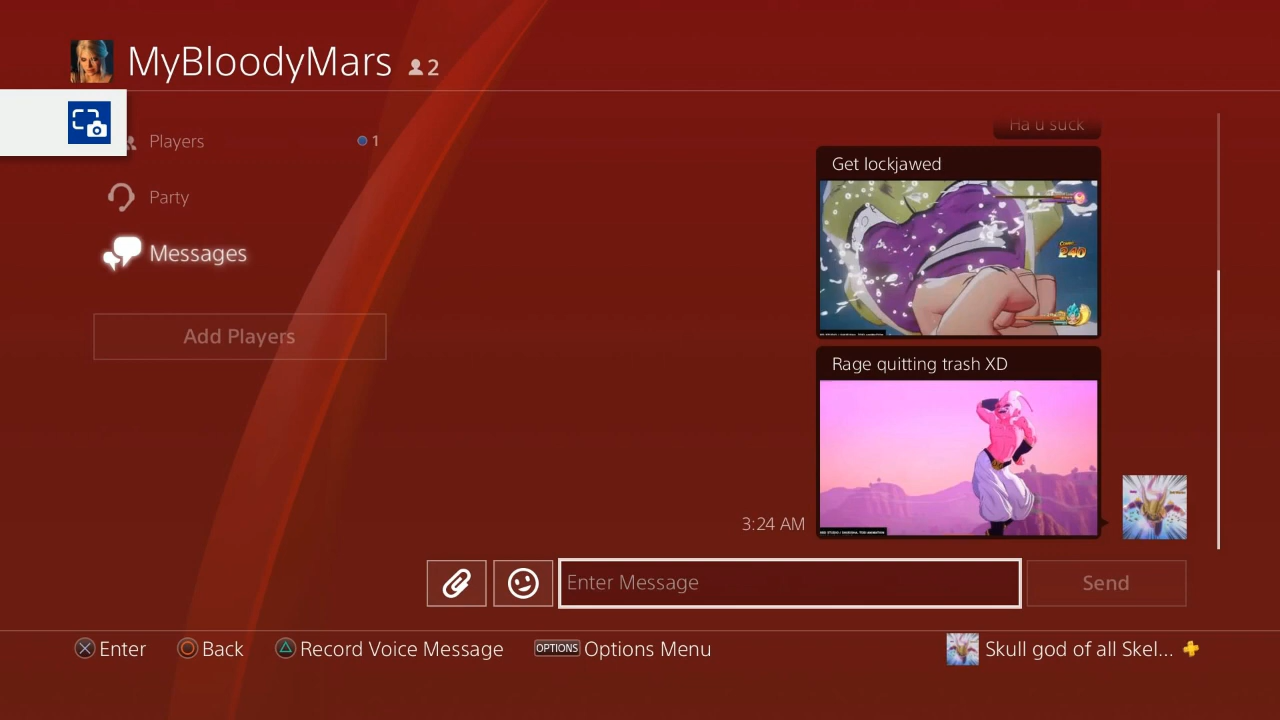 MyBloodyMars
2
Players
1
Party
Messages
Add Players
Ha u suck
Get lockjawed
240
Rage quitting trash XD
3:24 AM
Enter Message
Send
Enter
Back
Record Voice Message
OPTIONS
Options Menu
Skull god of all Skel...